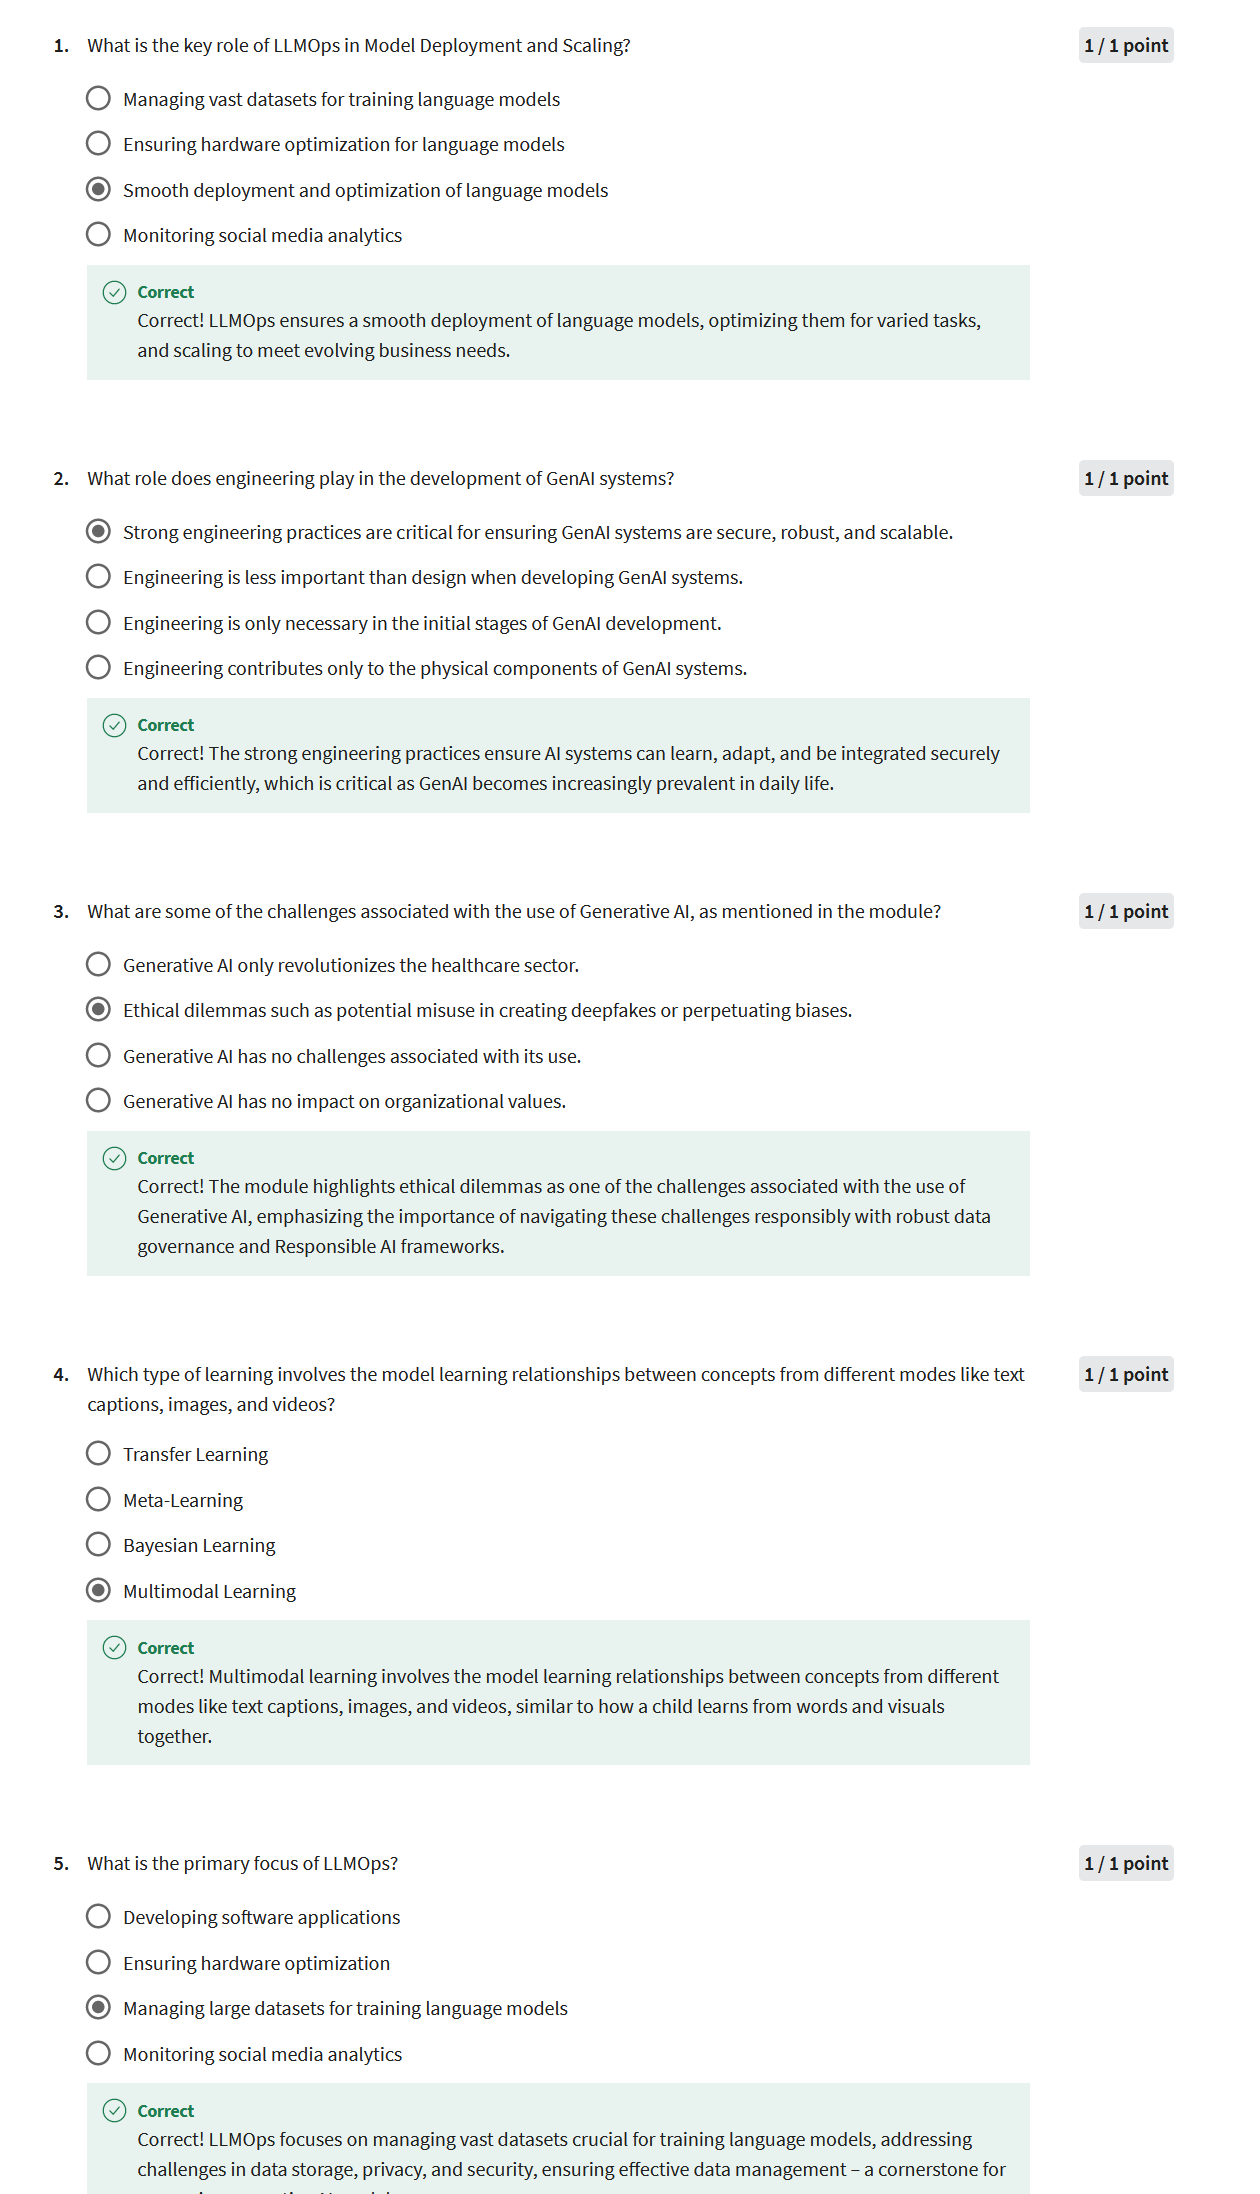 1. What is the key role of LLMOps in Model Deployment and Scaling? 1 / 1 point
Managing vast datasets for training language models
Ensuring hardware optimization for language models
Smooth deployment and optimization of language models
Monitoring social media analytics
Correct
Correct! LLMOps ensures a smooth deployment of language models, optimizing them for varied tasks,
and scaling to meet evolving business needs.
2. What role does engineering play in the development of GenAI systems? 1 / 1 point
Strong engineering practices are critical for ensuring GenAI systems are secure, robust, and scalable.
Engineering is less important than design when developing GenAI systems.
Engineering is only necessary in the initial stages of GenAI development.
Engineering contributes only to the physical components of GenAI systems.
Correct
Correct! The strong engineering practices ensure AI systems can learn, adapt, and be integrated securely
and efficiently, which is critical as GenAI becomes increasingly prevalent in daily life.
3. What are some of the challenges associated with the use of Generative AI, as mentioned in the module? 1 / 1 point
Generative AI only revolutionizes the healthcare sector.
Ethical dilemmas such as potential misuse in creating deepfakes or perpetuating biases.
Generative AI has no challenges associated with its use.
Generative AI has no impact on organizational values.
Correct
Correct! The module highlights ethical dilemmas as one of the challenges associated with the use of
Generative AI, emphasizing the importance of navigating these challenges responsibly with robust data
governance and Responsible AI frameworks.
4. Which type of learning involves the model learning relationships between concepts from different modes like text 1 / 1 point
captions, images, and videos?
Transfer Learning
Meta-Learning
Bayesian Learning
Multimodal Learning
Correct
Correct! Multimodal learning involves the model learning relationships between concepts from different
modes like text captions, images, and videos, similar to how a child learns from words and visuals
together.
5. What is the primary focus of LLMOps? 1 / 1 point
Developing software applications
Ensuring hardware optimization
Managing large datasets for training language models
Monitoring social media analytics
Correct
Correct! LLMOps focuses on managing vast datasets crucial for training language models, addressing
challenges in data storage, privacy, and security, ensuring effective data management – a cornerstone for